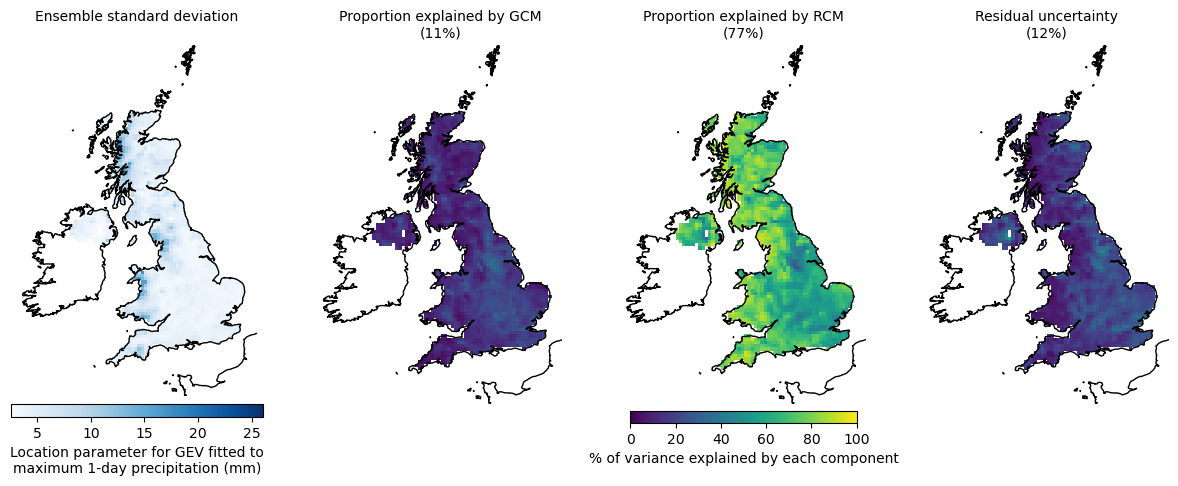 Ensemble standard deviation
Proportion explained by GCM
(11%)
Proportion explained by RCM
(77%)
Residual uncertainty
(12%)
5 10 15 20 25
Location parameter for GEV fitted to
maximum 1-day precipitation (mm)
0 20 40 60 80 100
% of variance explained by each component